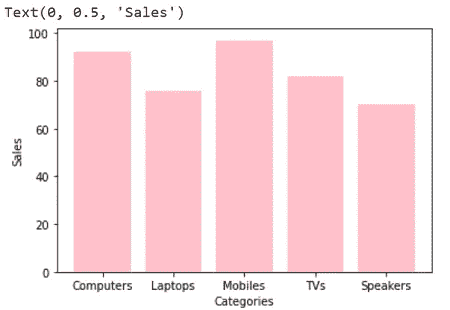 Text(0, 0.5, 'Sales')
100
80
60
40
20
0
Sales
Computers Laptops Mobiles TVs Speakers
Categories